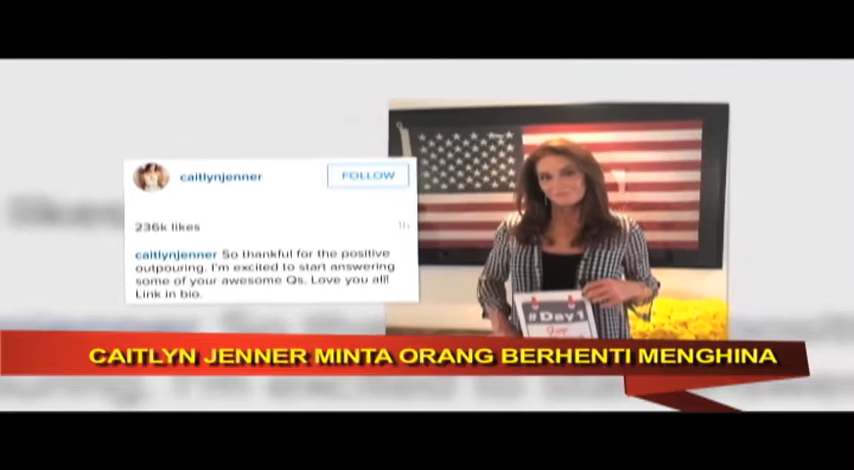 caitlynjenner
FOLLOW
236k likes
1h
caitlynjenner So thankful for the positive
outpouring. I'm excited to start answering
some of your awesome Qs. Love you all!
Link in bio.
#Day1
CAITLYN JENNER MINTA ORANG BERHENTI MENGHINA
likes